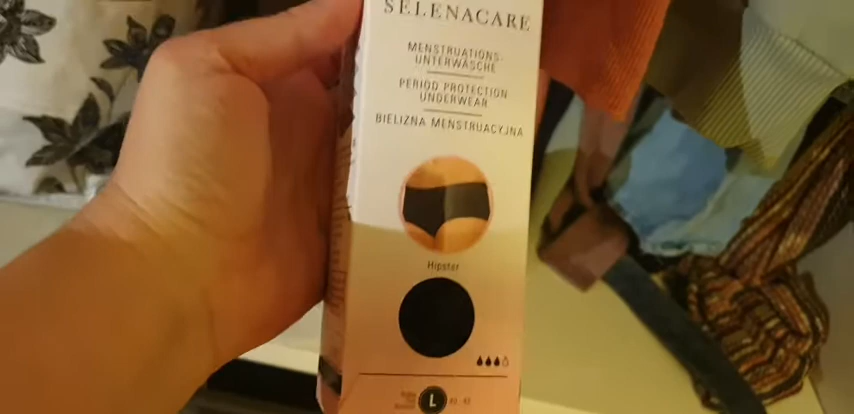 SELENACARE
MENSTRUATIONS-
UNTERWÄSCHE
PERIOD PROTECTION
UNDERWEAR
BIELIZNA MENSTRUACYJNA
Hipster
L